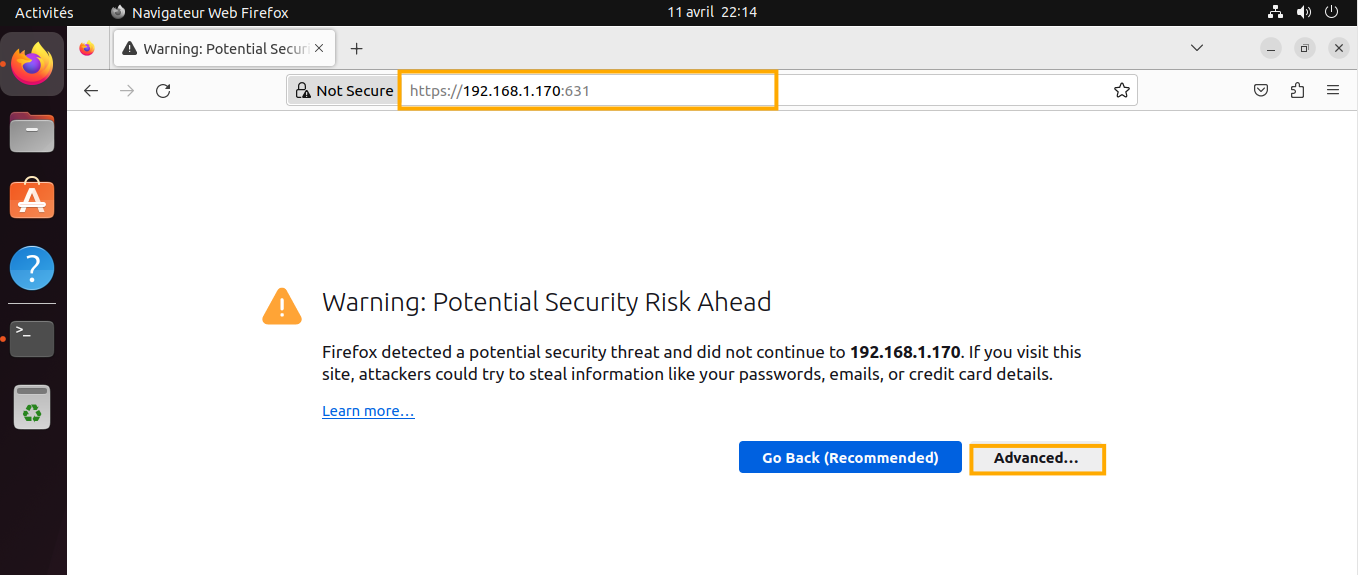 Activités Navigateur Web Firefox 11 avril 22:14
Warning: Potential Securi
Not Secure https://192.168.1.170:631
Warning: Potential Security Risk Ahead
Firefox detected a potential security threat and did not continue to 192.168.1.170. If you visit this
site, attackers could try to steal information like your passwords, emails, or credit card details.
Learn more…
Go Back (Recommended) Advanced…